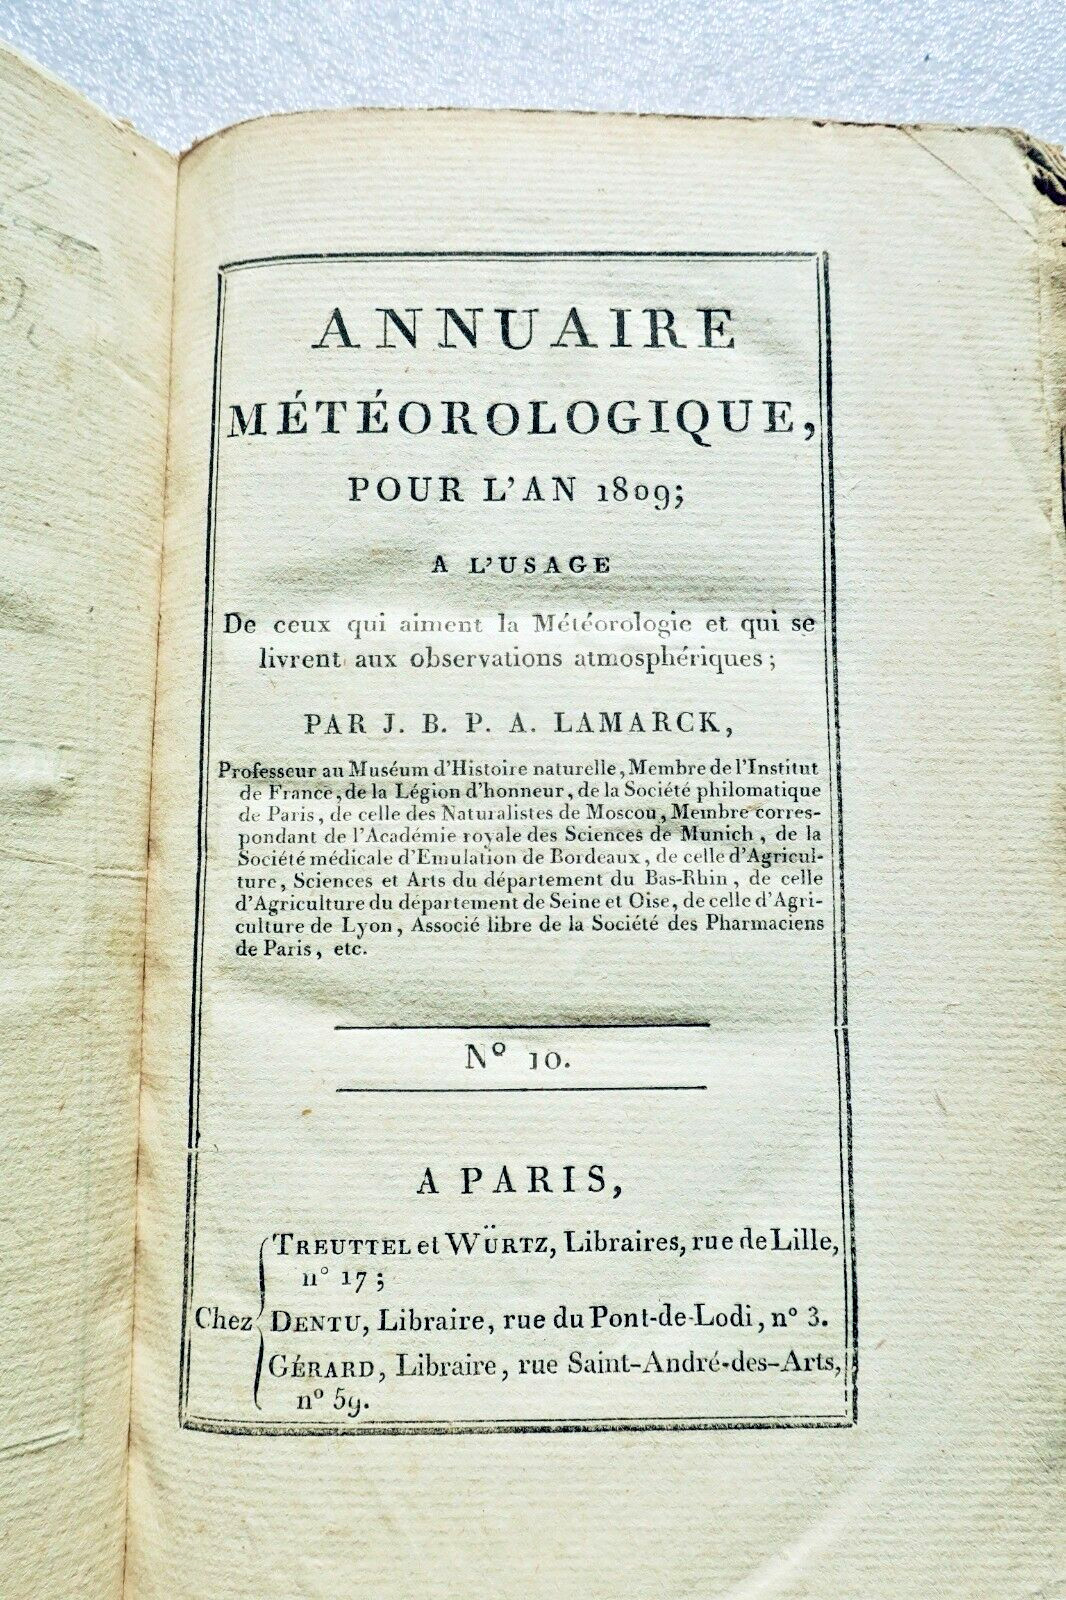 ANNUAIRE
MÉTÉOROLOGIQUE,
POUR L'AN 1809;
A L'USAGE
De ceux qui aiment la Météorologie et qui se
livrent aux observations atmosphériques;
PAR J. B. P. A. LAMARCK,
Professeur au Muséum d'Histoire naturelle, Membre de l'Institut
de France, de la Légion d'honneur, de la Société philomatique
de Paris, de celle des Naturalistes de Moscou, Membre corres-
pondant de l'Académie royale des Sciences de Munich, de la
Société médicale d'Emulation de Bordeaux, de celle d'Agricul-
ture, Sciences et Arts du département du Bas-Rhin, de celle
d'Agriculture du département de Seine et Oise, de celle d'Agri-
culture de Lyon, Associé libre de la Société des Pharmaciens
de Paris, etc.
Nº 10.
A PARIS,
TREUTTEL et WÜRTZ, Libraires, rue de Lille,
n° 17;
Chez DENTU, Libraire, rue du Pont-de-Lodi, nº 3.
GÉRARD, Libraire, rue Saint-André-des-Arts,
nº 59.